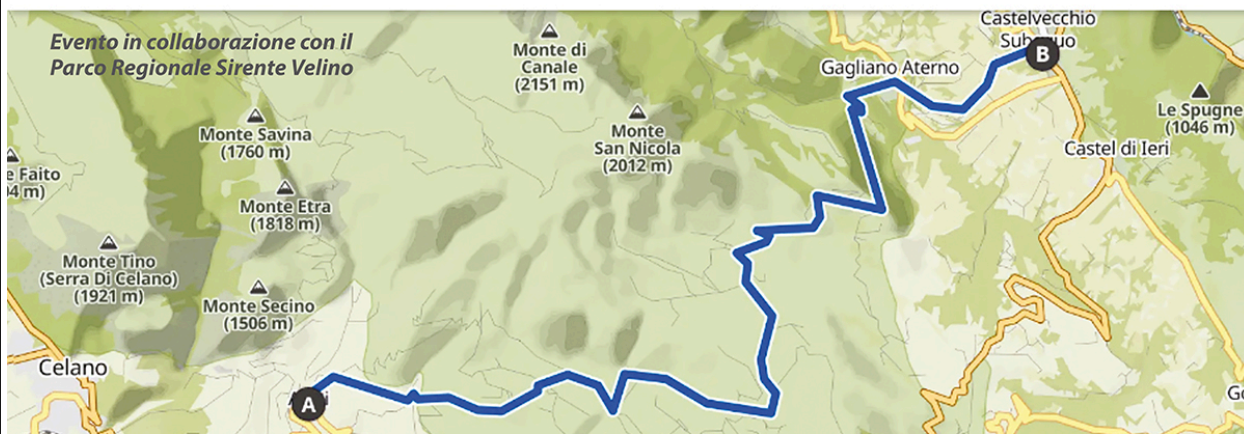 Evento in collaborazione con il
Parco Regionale Sirente Velino
Monte di
Canale
(2151 m)
Castelvecchio
B
Gagliano Aterno
Le Spugne
(1046 m)
Monte Savina
(1760 m)
Monte
San Nicola
(2012 m)
Castel di Ieri
e Faito
94 m)
Monte Etra
(1818 m)
Monte Tino
(Serra Di Celano)
(1921 m)
Monte Secino
(1506 m)
Celano
A